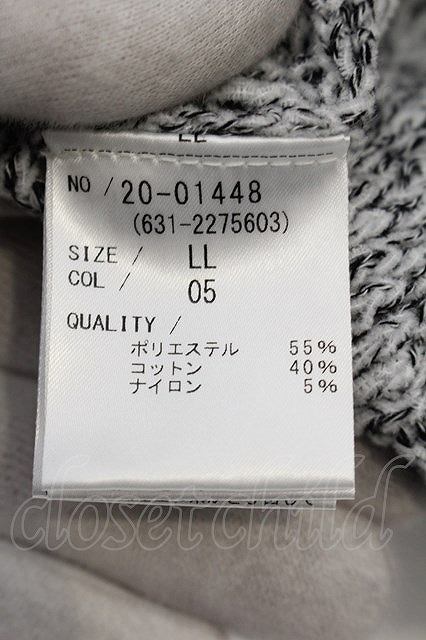 LL
NO / 20-01448
(631-2275603)
SIZE / LL
COL / 05
QUALITY /
ポリエステル 55%
コットン 40%
ナイロン 5%
closet child